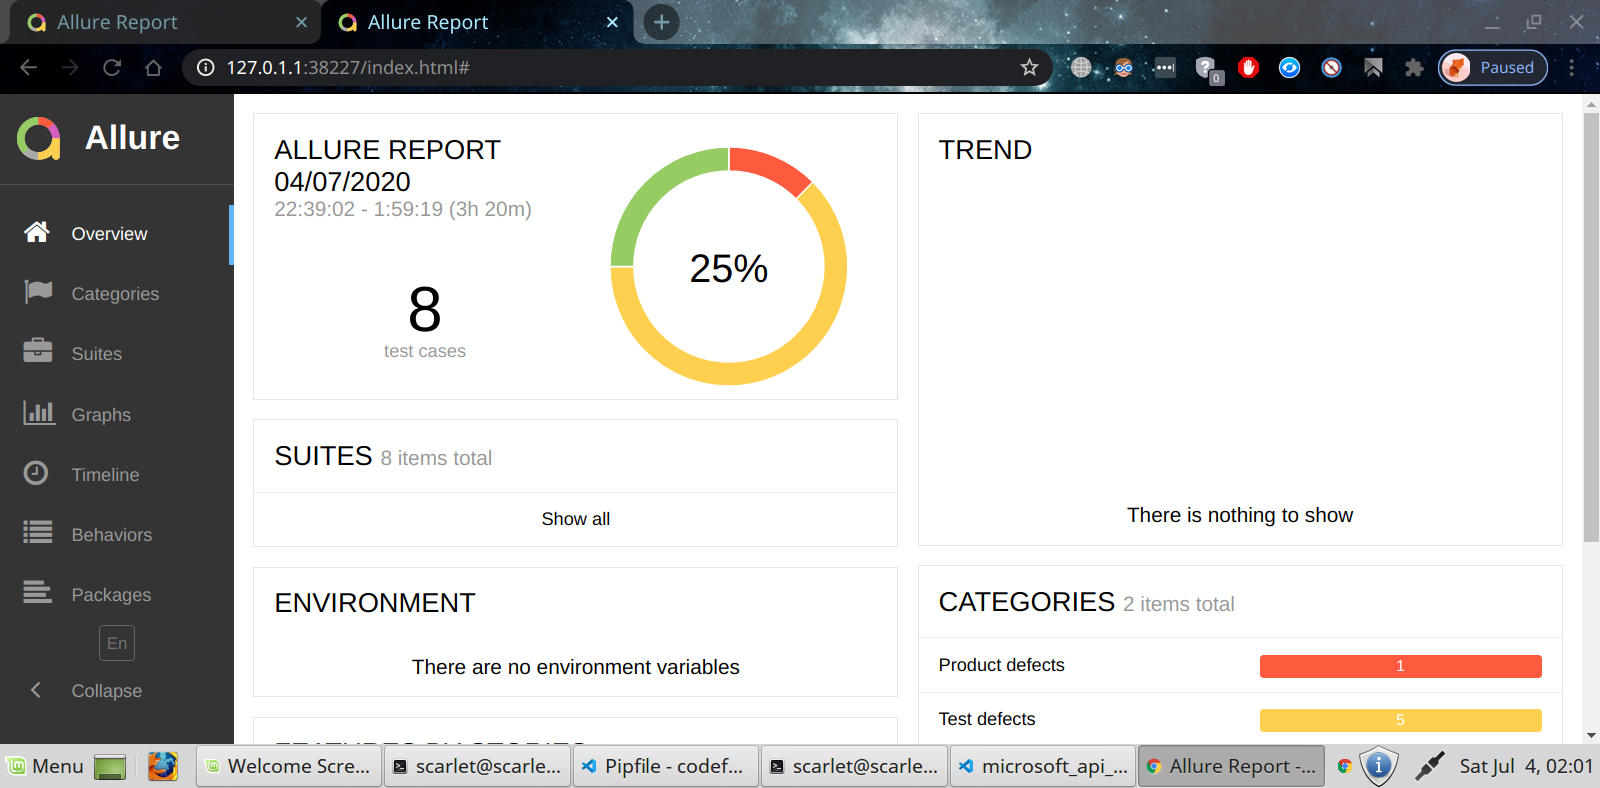 Allure Report
Allure Report
127.0.1.1:38227/index.html#
0
Paused
Allure
Overview
Categories
Suites
Graphs
Timeline
Behaviors
Packages
En
Collapse
ALLURE REPORT
04/07/2020
22:39:02 - 1:59:19 (3h 20m)
8
test cases
25%
SUITES 8 items total
Show all
ENVIRONMENT
There are no environment variables
TREND
There is nothing to show
CATEGORIES 2 items total
Product defects 1
Test defects 5
Menu
Welcome Scre...
scarlet@scarle...
Pipfile - codef...
scarlet@scarle...
microsoft_api_...
Allure Report -...
Sat Jul 4, 02:01